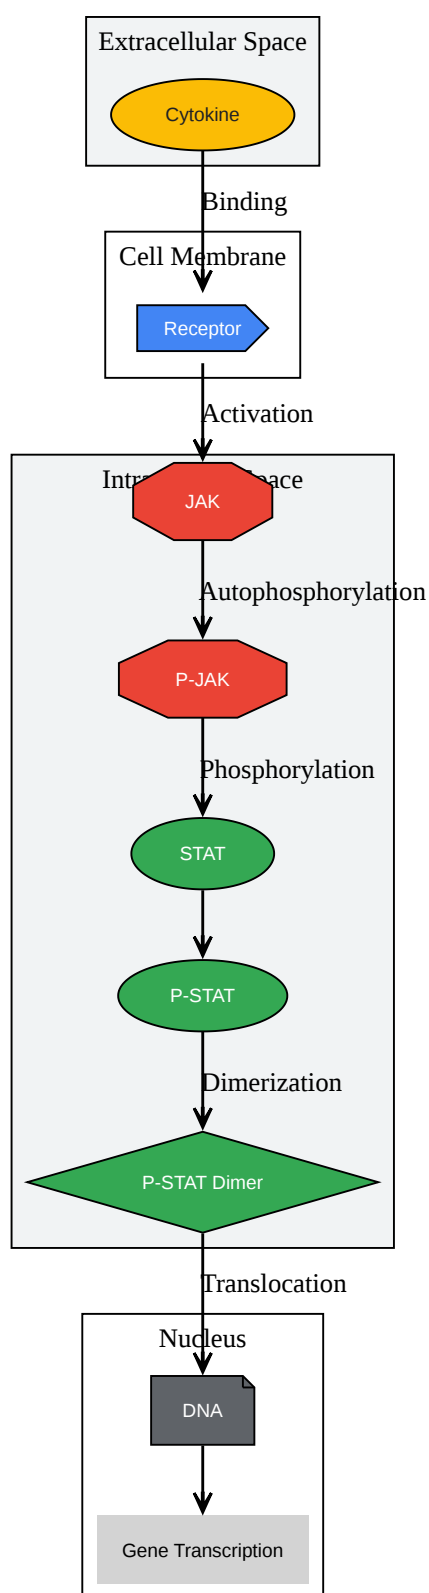 Extracellular Space
Cytokine
Binding
Cell Membrane
Receptor
Activation
JAK
Autophosphorylation
P-JAK
Phosphorylation
STAT
P-STAT
Dimerization
P-STAT Dimer
Translocation
Nucleus
DNA
Gene Transcription